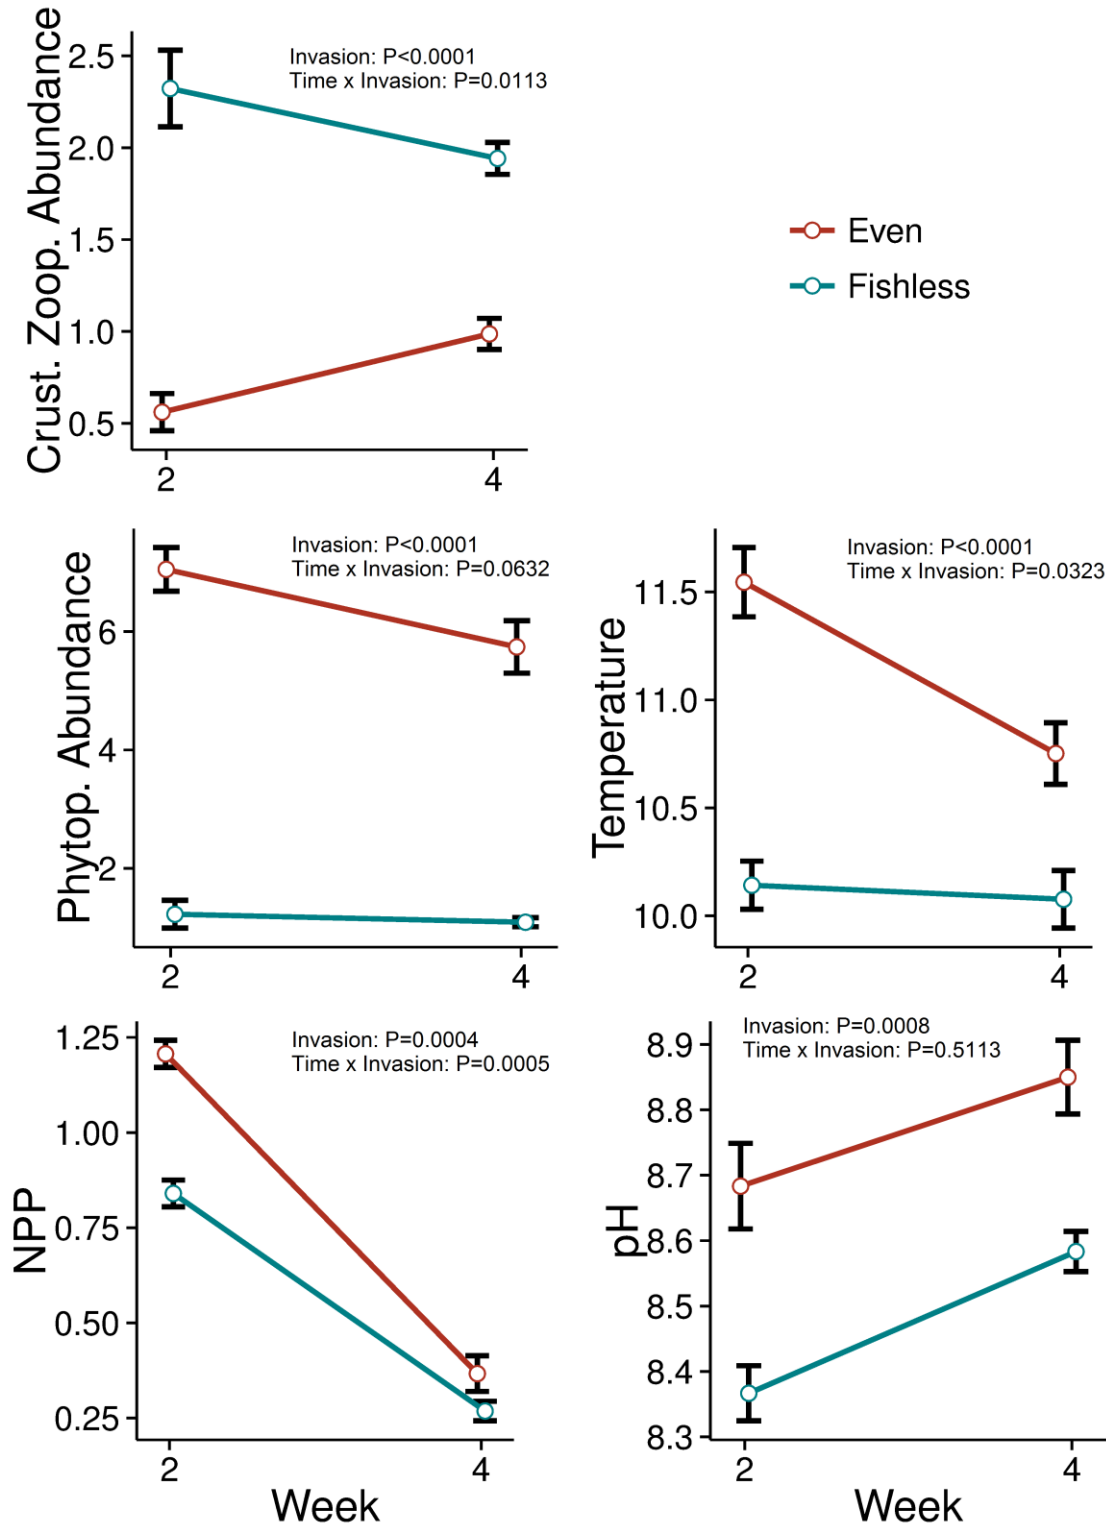 Crust. Zoop. Abundance
2.5
2.0
1.5
1.0
0.5
Invasion: P<0.0001
Time x Invasion: P=0.0113
2
4
Even
Fishless
Phytop. Abundance
6
4
2
Invasion: P<0.0001
Time x Invasion: P=0.0632
2
4
Temperature
11.5
11.0
10.5
10.0
Invasion: P<0.0001
Time x Invasion: P=0.0323
2
4
NPP
1.25
1.00
0.75
0.50
0.25
Invasion: P=0.0004
Time x Invasion: P=0.0005
2
4
Week
pH
8.9
8.8
8.7
8.6
8.5
8.4
8.3
Invasion: P=0.0008
Time x Invasion: P=0.5113
2
4
Week